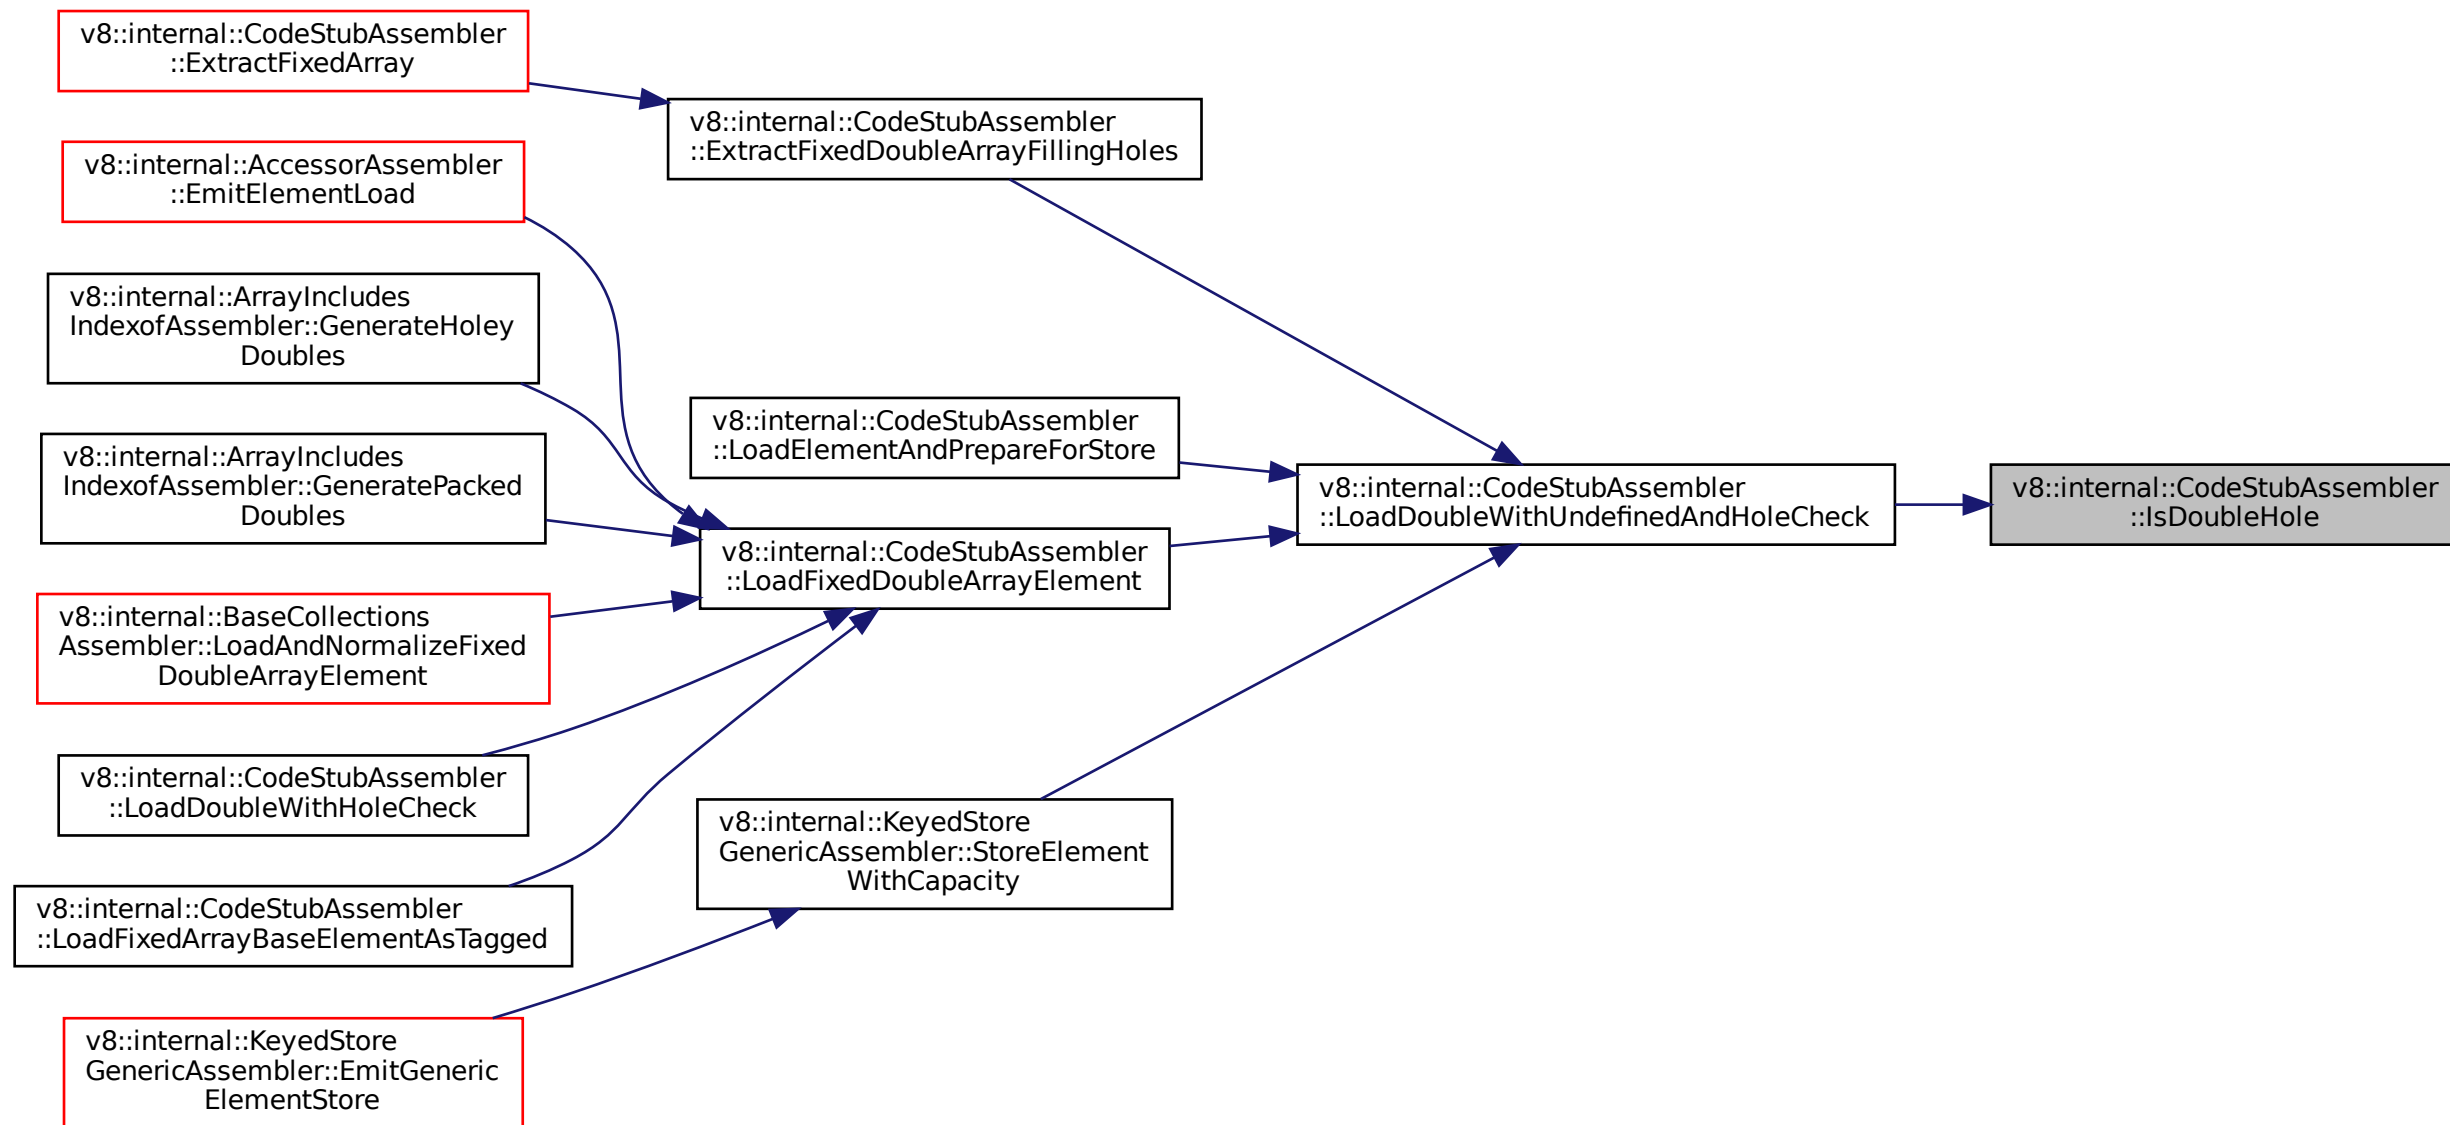 v8::internal::CodeStubAssembler
::ExtractFixedArray
v8::internal::CodeStubAssembler
::ExtractFixedDoubleArrayFillingHoles
v8::internal::AccessorAssembler
::EmitElementLoad
v8::internal::ArrayIncludes
IndexofAssembler::GenerateHoley
Doubles
v8::internal::CodeStubAssembler
::LoadElementAndPrepareForStore
v8::internal::ArrayIncludes
IndexofAssembler::GeneratePacked
Doubles
v8::internal::CodeStubAssembler
::LoadDoubleWithUndefinedAndHoleCheck
v8::internal::CodeStubAssembler
::IsDoubleHole
v8::internal::CodeStubAssembler
::LoadFixedDoubleArrayElement
v8::internal::BaseCollections
Assembler::LoadAndNormalizeFixed
DoubleArrayElement
v8::internal::CodeStubAssembler
::LoadDoubleWithHoleCheck
v8::internal::KeyedStore
GenericAssembler::StoreElement
WithCapacity
v8::internal::CodeStubAssembler
::LoadFixedArrayBaseElementAsTagged
v8::internal::KeyedStore
GenericAssembler::EmitGeneric
ElementStore